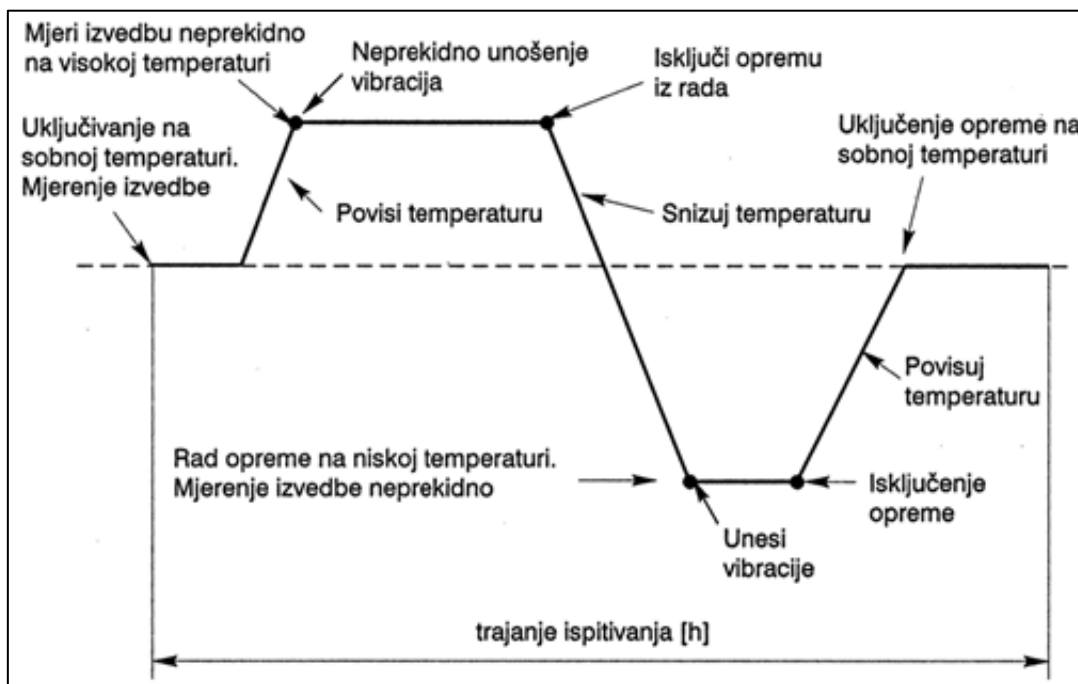 Mjeri izvedbu neprekidno
na visokoj temperaturi
Neprekidno unošenje
vibracija
Isključi opremu
iz rada
Uključivanje na
sobnoj temperaturi.
Mjerenje izvedbe
Uključenje opreme na
sobnoj temperaturi
Povisi temperaturu
Snizuj temperaturu
Povisuj
temperaturu
Rad opreme na niskoj temperaturi.
Mjerenje izvedbe neprekidno
Isključenje
opreme
Unesi
vibracije
trajanje ispitivanja [h]